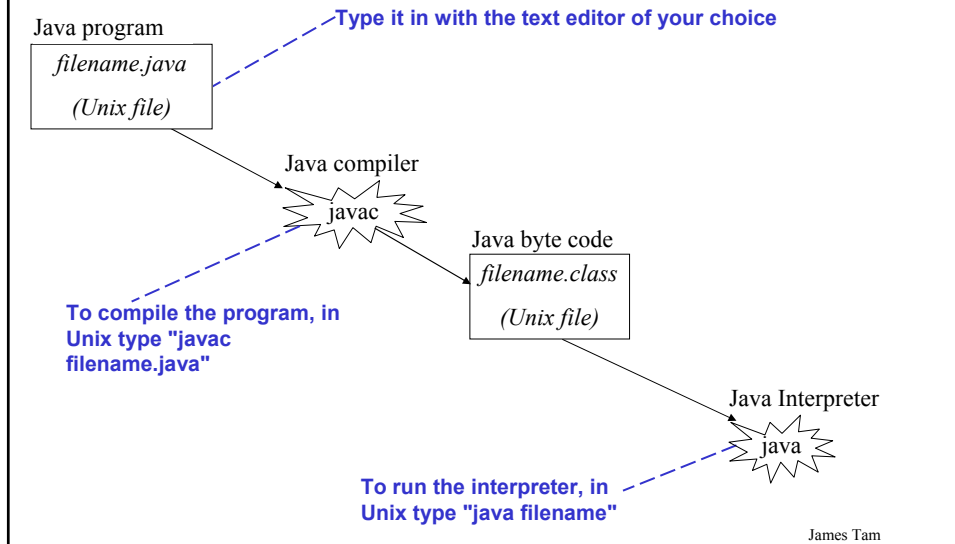 Type it in with the text editor of your choice
Java program
filename.java
(Unix file)
Java compiler
javac
Java byte code
filename.class
(Unix file)
To compile the program, in
Unix type "javac
filename.java"
Java Interpreter
java
To run the interpreter, in
Unix type "java filename"
James Tam